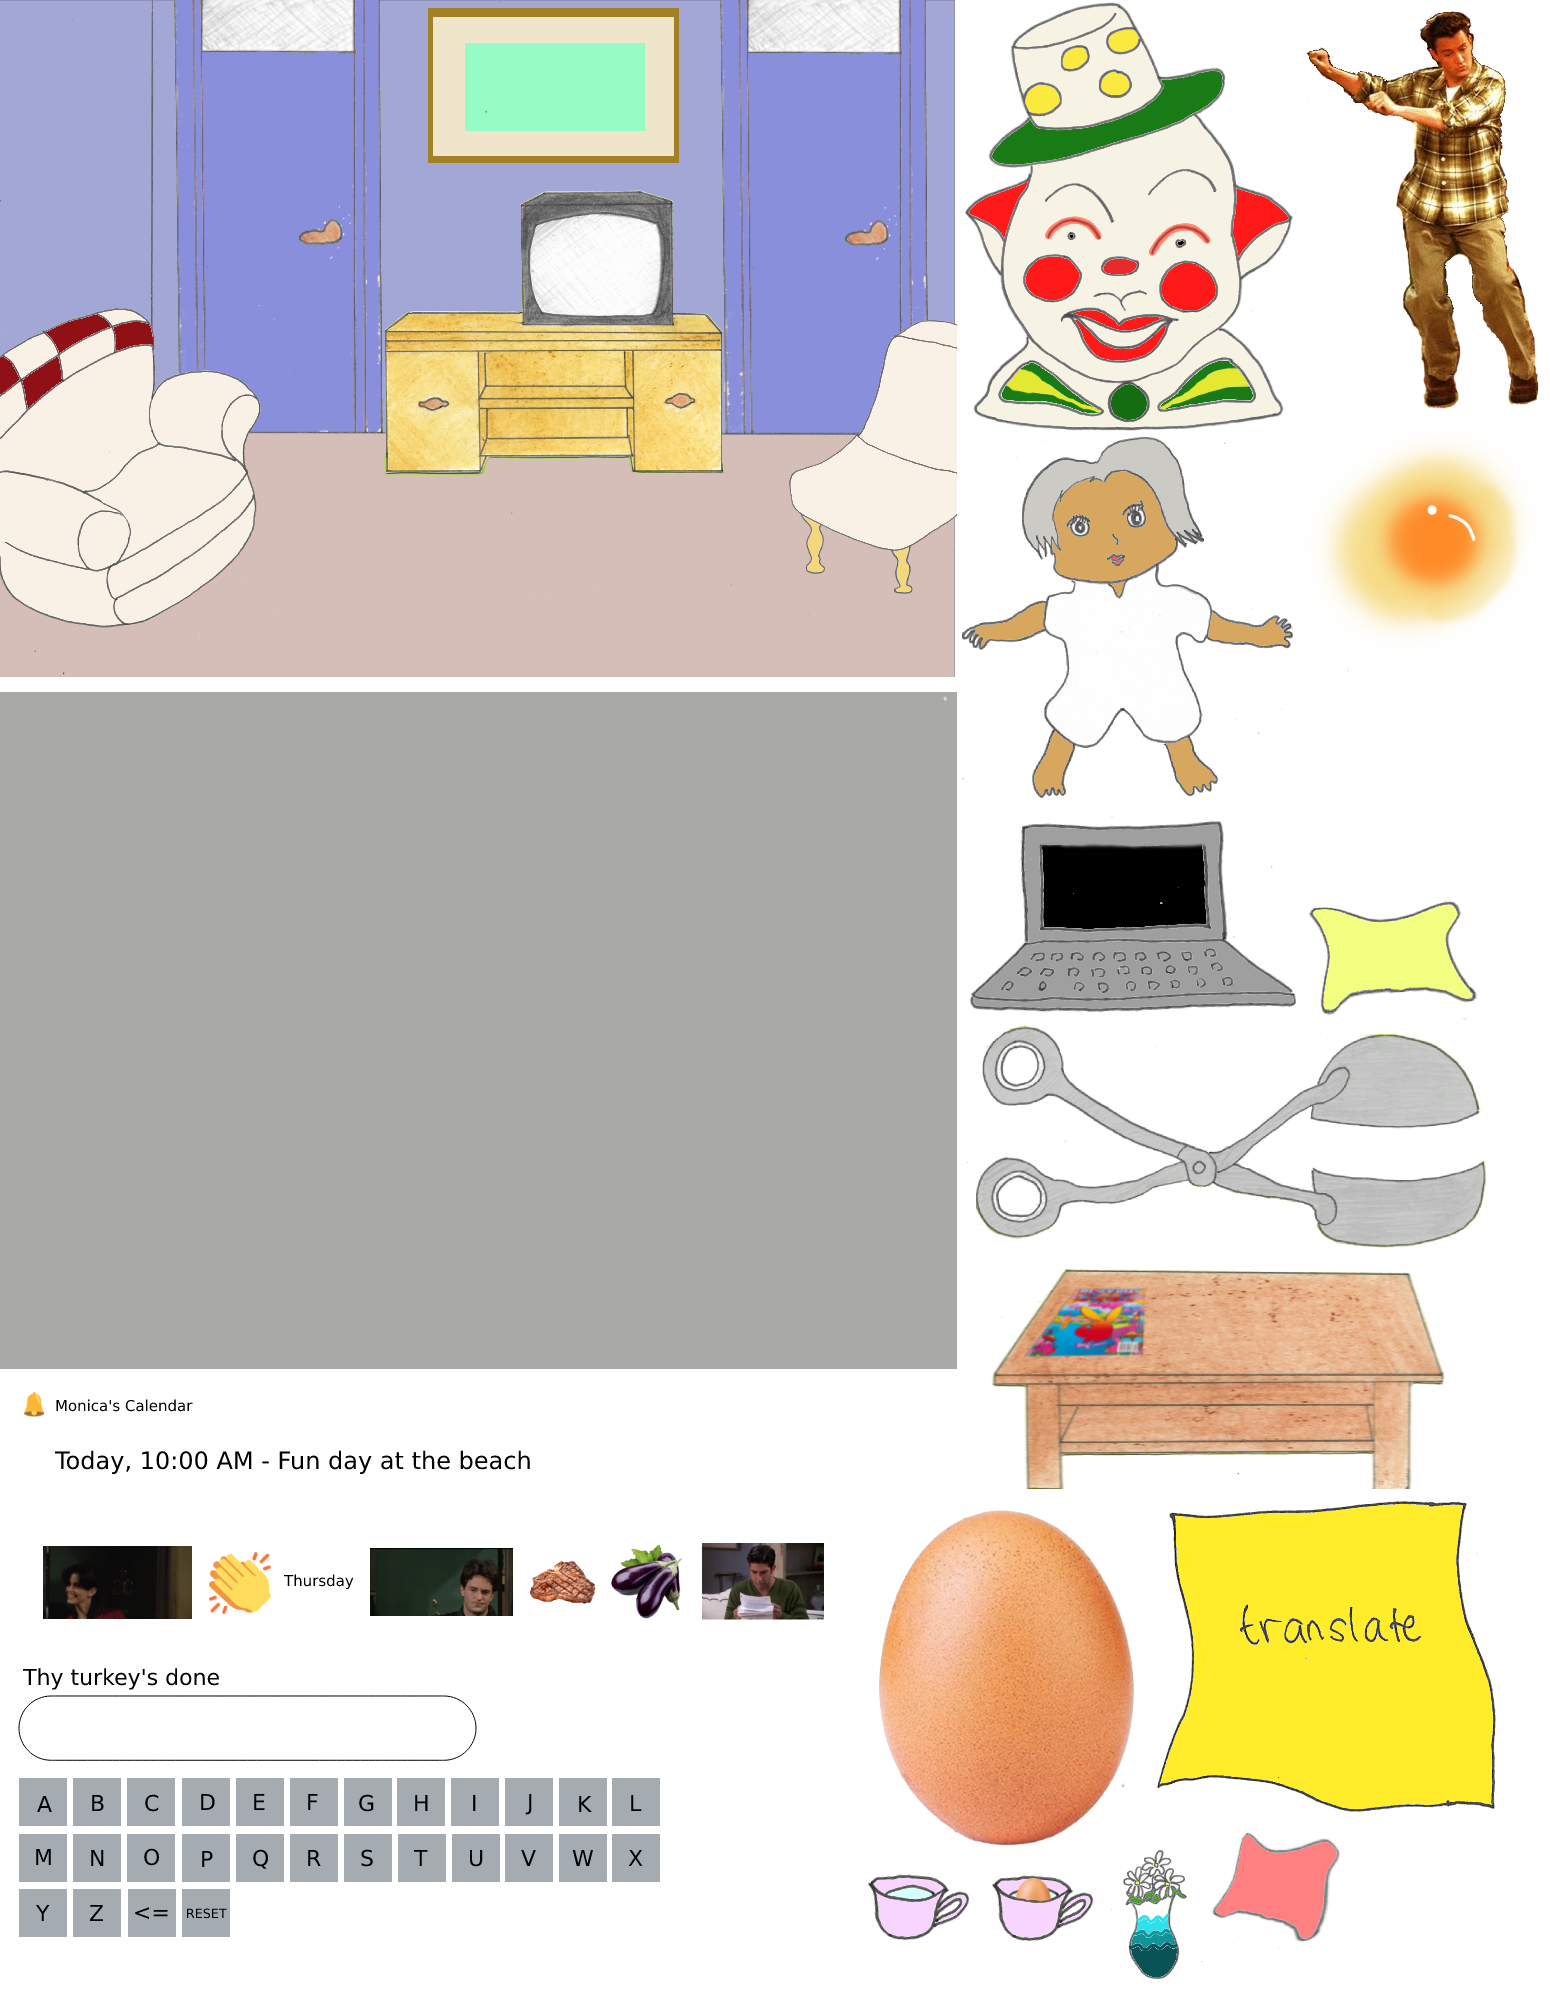 Monica's Calendar
Today, 10:00 AM - Fun day at the beach
Thursday
translate
Thy turkey's done
A B C D E F G H I J K L
M N O P Q R S T U V W X
Y Z <= RESET